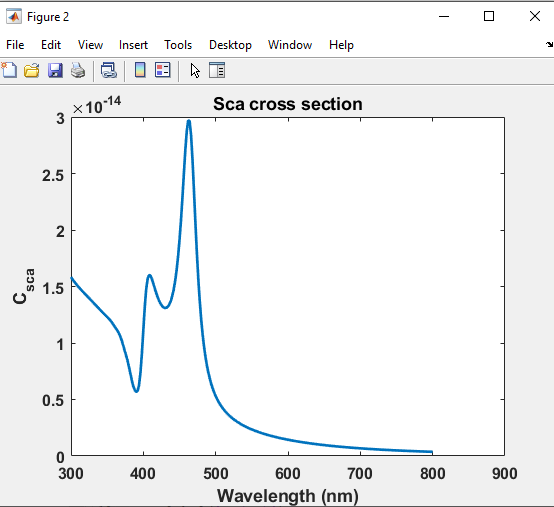 Figure 2
File Edit View Insert Tools Desktop Window Help
×10⁻¹⁴
Sca cross section
3
2.5
2
1.5
1
0.5
0
C_sca
300 400 500 600 700 800 900
Wavelength (nm)